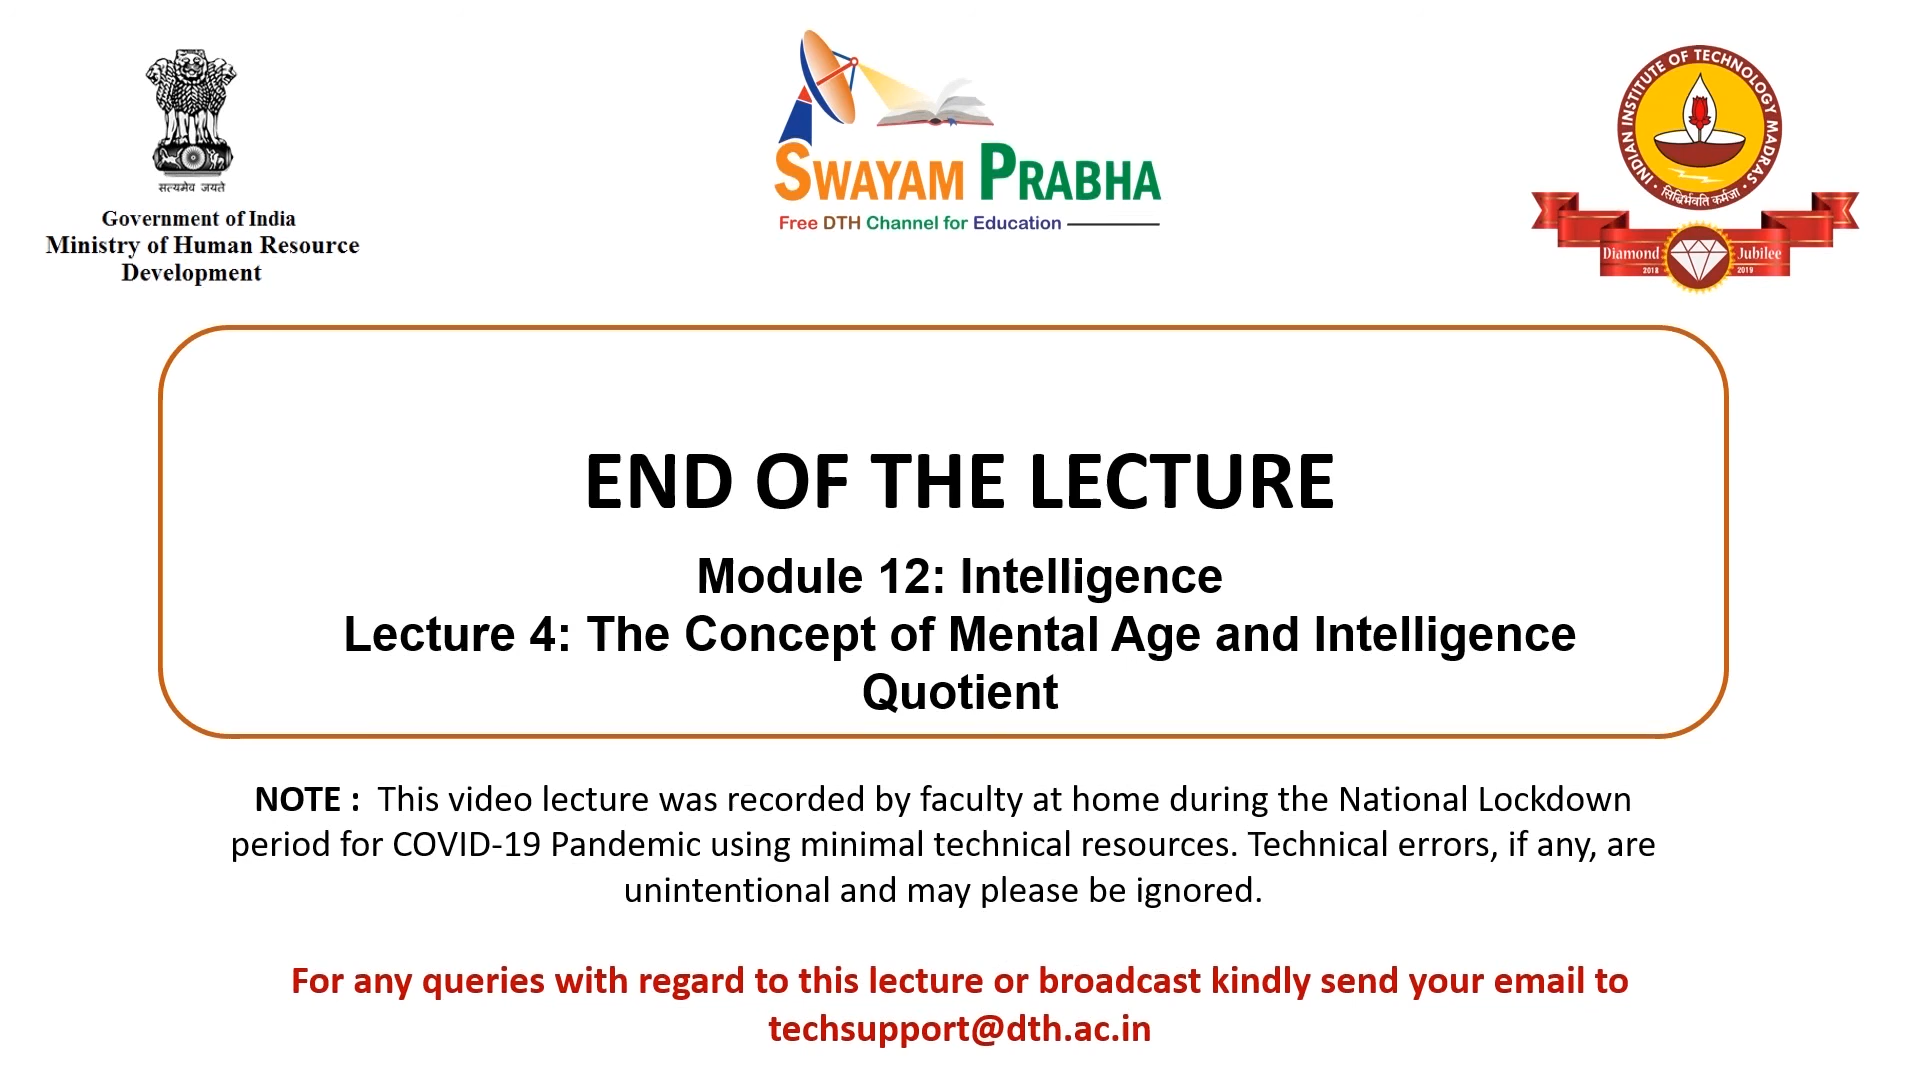 सत्यमेव जयते
Government of India
Ministry of Human Resource
Development
SWAYAM PRABHA
Free DTH Channel for Education
INDIAN INSTITUTE OF TECHNOLOGY MADRAS
सिद्धिर्भवति कर्मजा
Diamond Jubilee
2018 2019
END OF THE LECTURE
Module 12: Intelligence
Lecture 4: The Concept of Mental Age and Intelligence
Quotient
NOTE : This video lecture was recorded by faculty at home during the National Lockdown
period for COVID-19 Pandemic using minimal technical resources. Technical errors, if any, are
unintentional and may please be ignored.
For any queries with regard to this lecture or broadcast kindly send your email to
techsupport@dth.ac.in